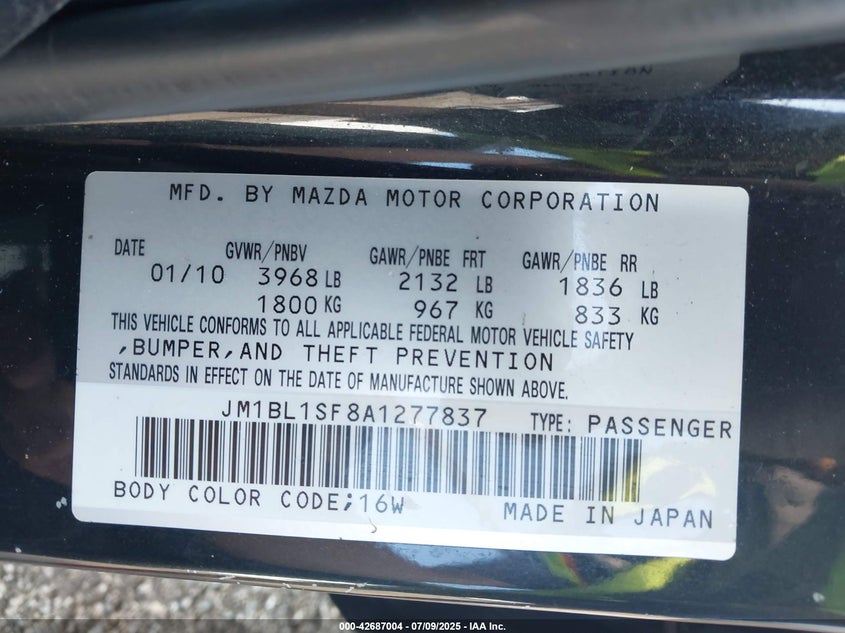 MFD. BY MAZDA MOTOR CORPORATION
DATE GVWR/PNBV GAWR/PNBE FRT GAWR/PNBE RR
01/10 3968 LB 2132 LB 1836 LB
1800 KG 967 KG 833 KG
THIS VEHICLE CONFORMS TO ALL APPLICABLE FEDERAL MOTOR VEHICLE SAFETY
,BUMPER,AND THEFT PREVENTION
STANDARDS IN EFFECT ON THE DATE OF MANUFACTURE SHOWN ABOVE.
JM1BL1SF8A1277837 TYPE: PASSENGER
BODY COLOR CODE;16W MADE IN JAPAN
000-42687004 - 07/09/2025 - IAA Inc.